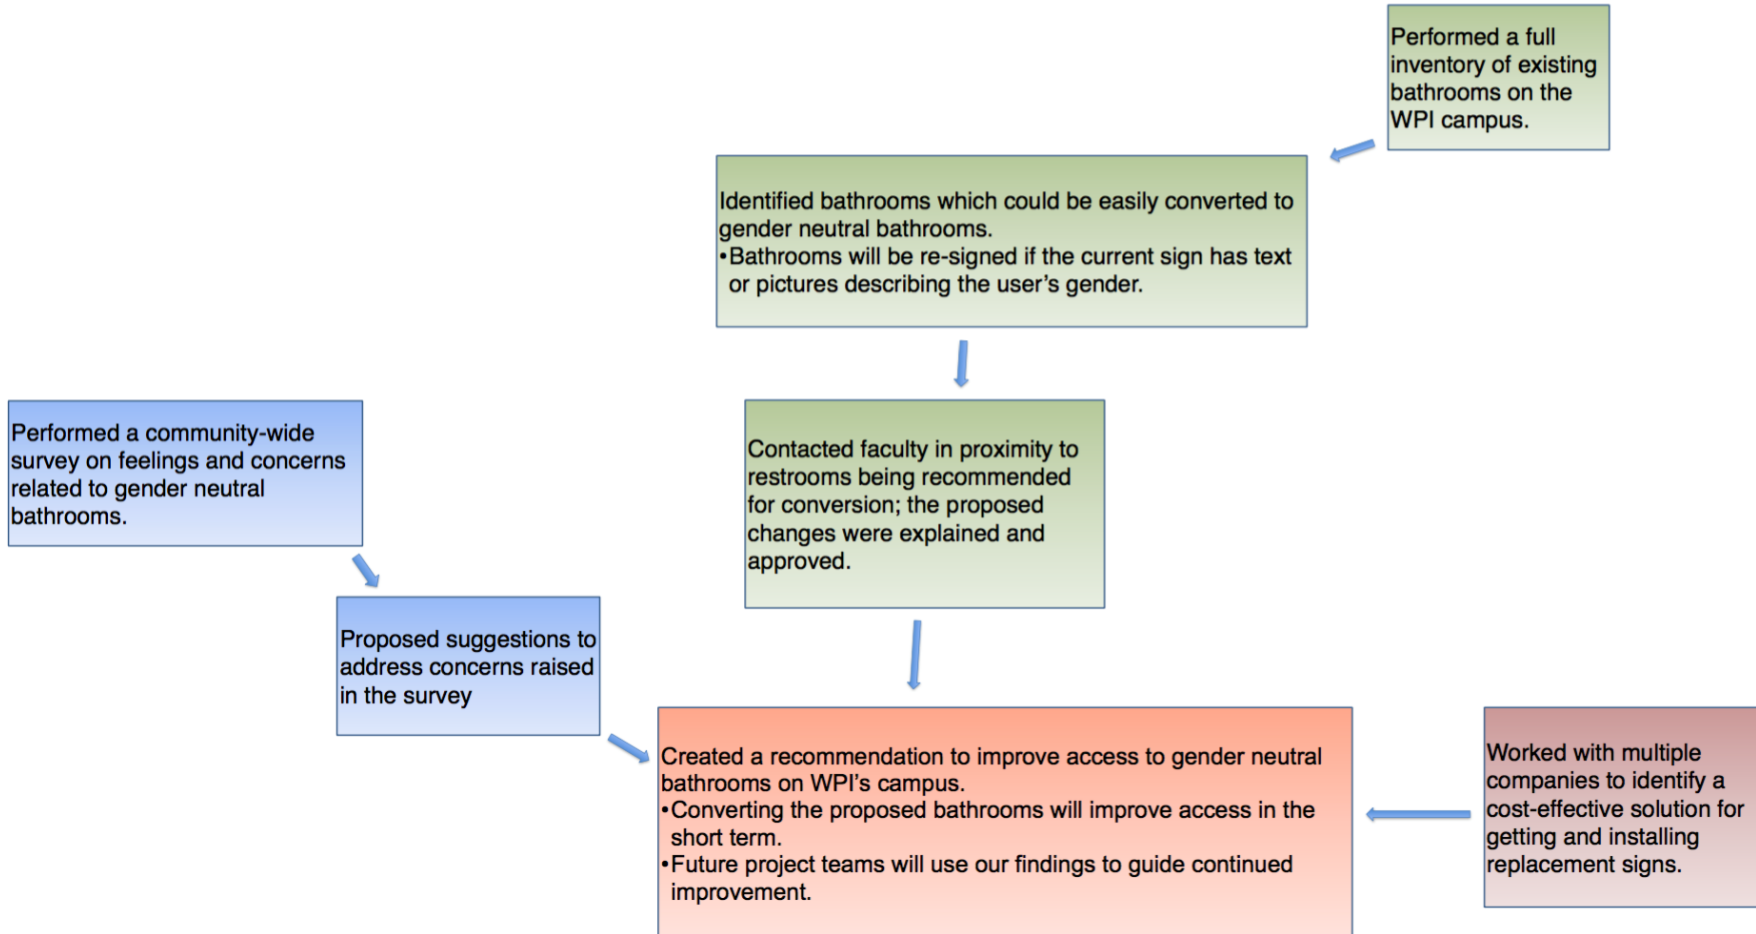 Performed a full
inventory of existing
bathrooms on the
WPI campus.
Identified bathrooms which could be easily converted to
gender neutral bathrooms.
•Bathrooms will be re-signed if the current sign has text
or pictures describing the user’s gender.
Performed a community-wide
survey on feelings and concerns
related to gender neutral
bathrooms.
Contacted faculty in proximity to
restrooms being recommended
for conversion; the proposed
changes were explained and
approved.
Proposed suggestions to
address concerns raised
in the survey
Created a recommendation to improve access to gender neutral
bathrooms on WPI’s campus.
•Converting the proposed bathrooms will improve access in the
short term.
•Future project teams will use our findings to guide continued
improvement.
Worked with multiple
companies to identify a
cost-effective solution for
getting and installing
replacement signs.